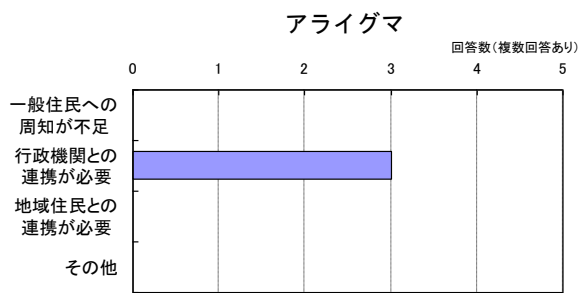 アライグマ
回答数(複数回答あり)
0 1 2 3 4 5
一般住民への
周知が不足
行政機関との
連携が必要
地域住民との
連携が必要
その他